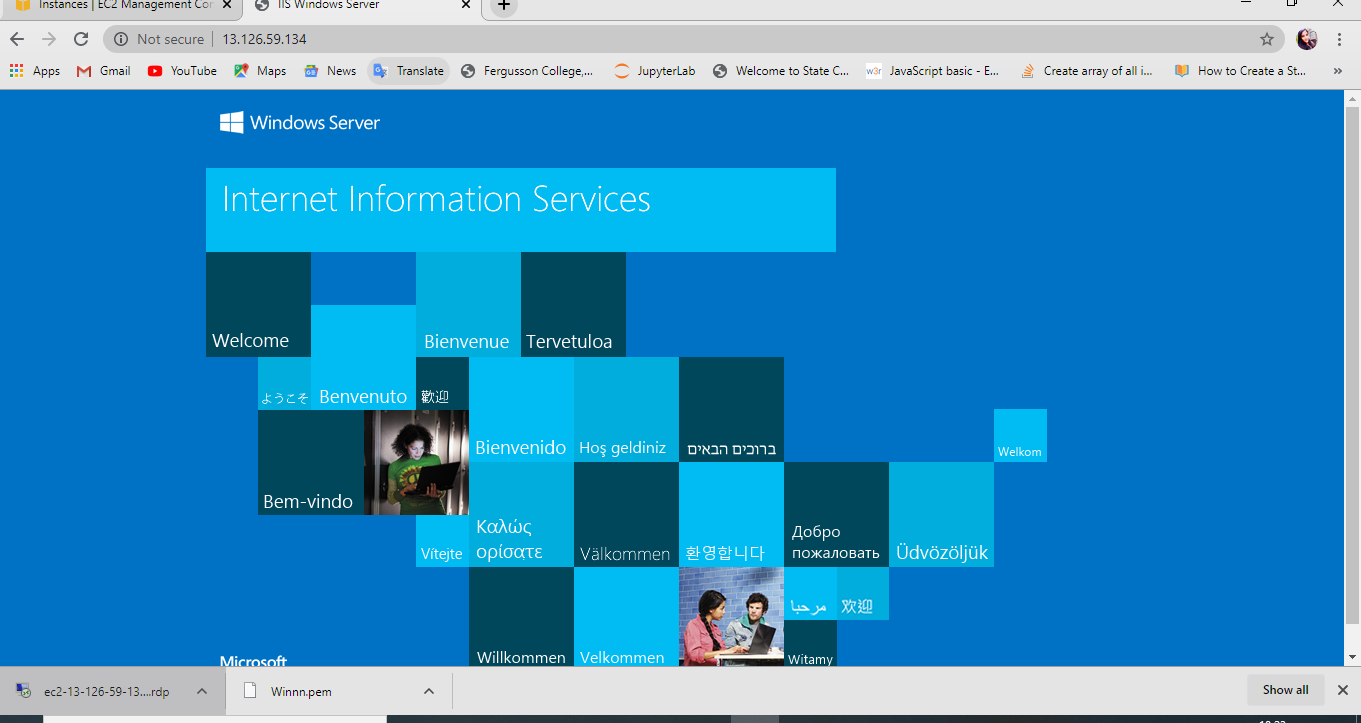 Instances | EC2 Management Con
IIS Windows Server
Not secure
13.126.59.134
Apps
Gmail
YouTube
Maps
News
Translate
Fergusson College,...
JupyterLab
Welcome to State C...
w3r
JavaScript basic - E...
Create array of all i...
How to Create a St...
»
Windows Server
Internet Information Services
Welcome
Bienvenue
Tervetuloa
ようこそ
Benvenuto
歡迎
Bienvenido
Hoş geldiniz
ברוכים הבאים
Welkom
Bem-vindo
Vítejte
Καλώς
ορίσατε
Välkommen
환영합니다
Добро
пожаловать
Üdvözöljük
Willkommen
Velkommen
مرحبا
欢迎
Witamy
Microsoft
ec2-13-126-59-13....rdp
Winnn.pem
Show all